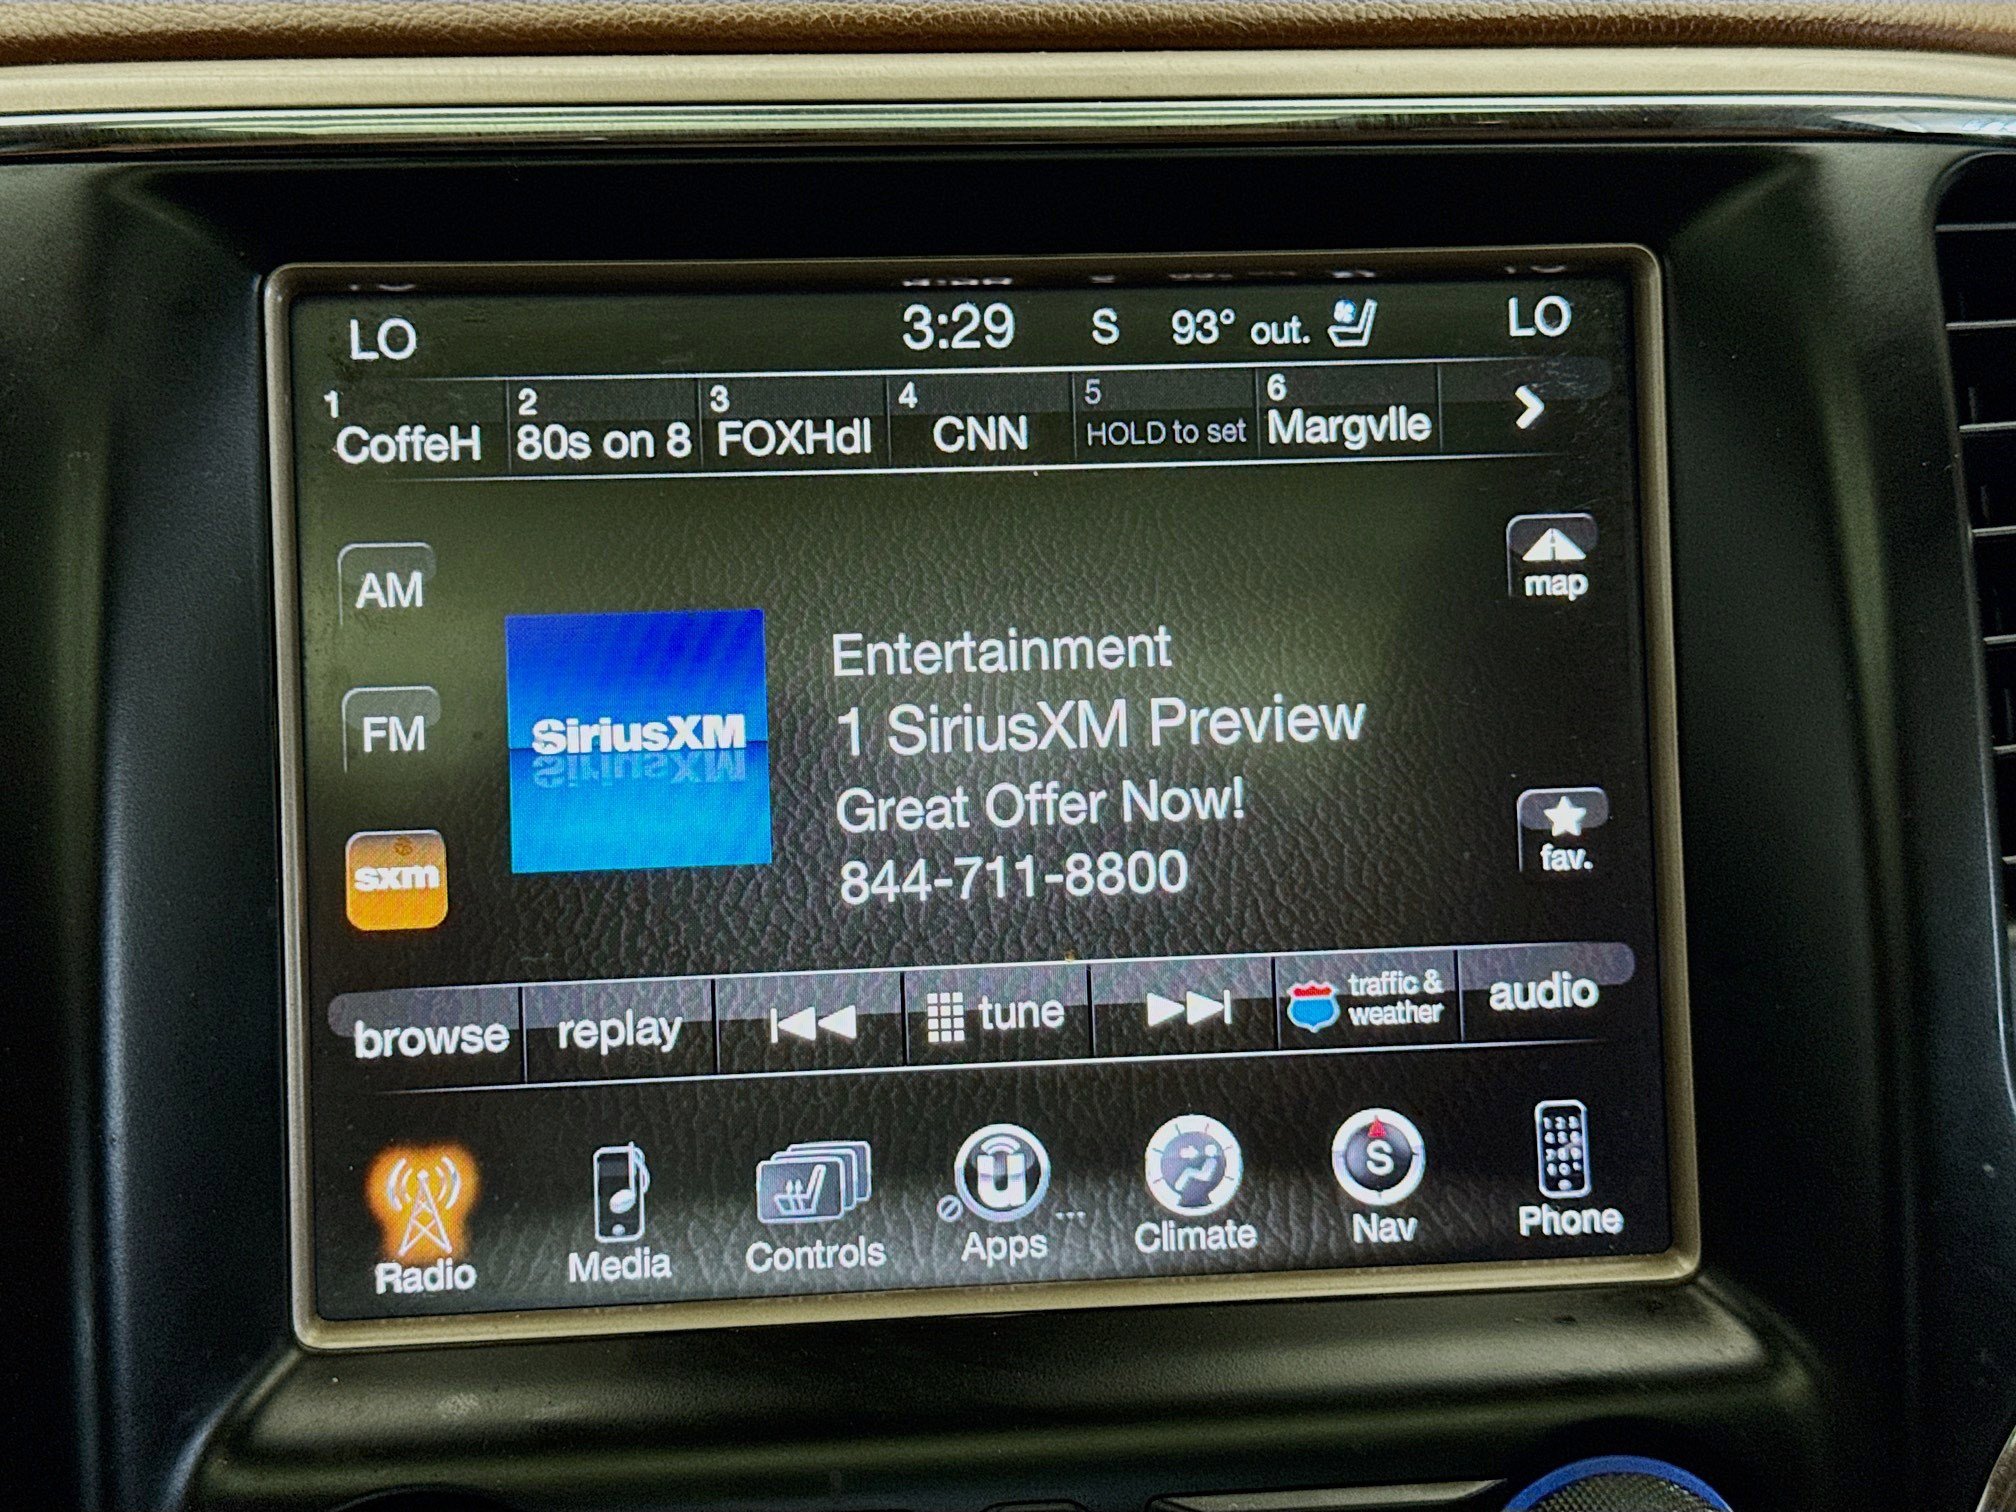 LO 3:29 S 93° out. LO
1 2 3 4 5 6
CoffeH 80s on 8 FOXHdl CNN HOLD to set Margvlle
AM
map
FM
SiriusXM
Entertainment
1 SiriusXM Preview
Great Offer Now!
844-711-8800
sxm
fav.
browse replay tune traffic & weather audio
S
Radio Media Controls Apps Climate Nav Phone